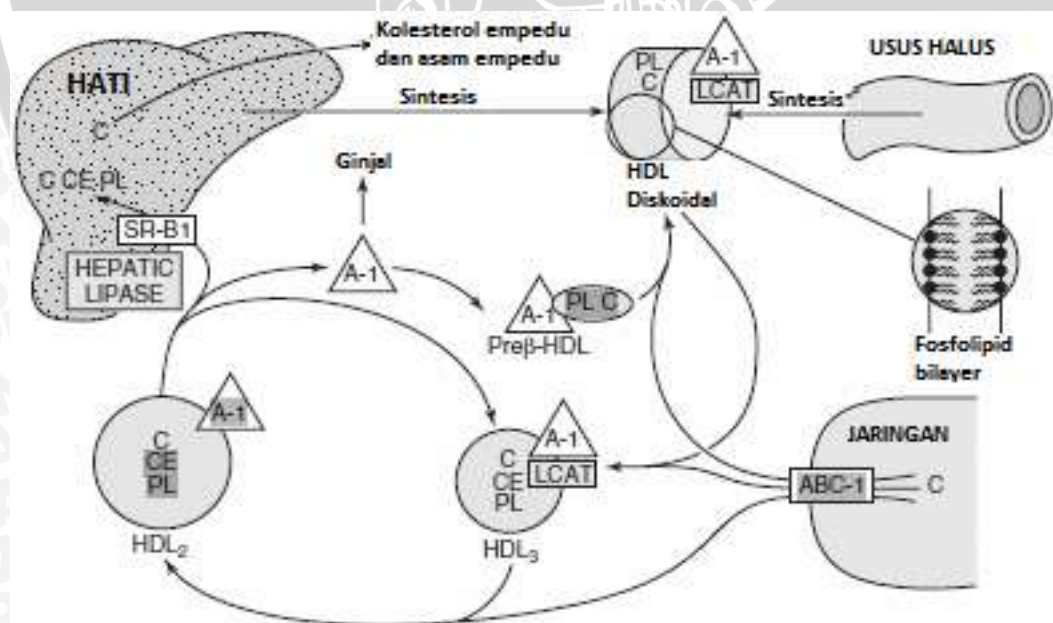 Kolesterol empedu
dan asam empedu
HATI
C
Sintesis
C CE PL
SR-B1
HEPATIC
LIPASE
Ginjal
A-1
A-1
PL C
Preβ-HDL
PL
C
A-1
LCAT
HDL
Diskoidal
USUS HALUS
Sintesis
Fosfolipid
bilayer
A-1
C
CE
PL
HDL2
A-1
LCAT
C
CE
PL
HDL3
JARINGAN
ABC-1
C